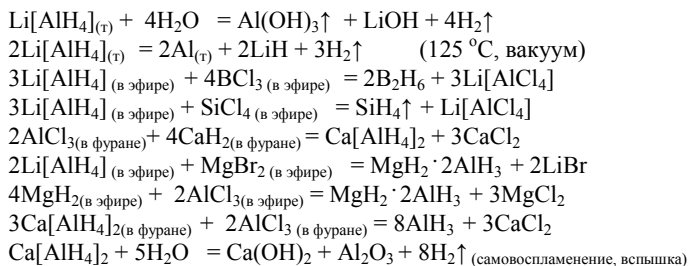 Li[AlH₄]₍т₎ + 4H₂O = Al(OH)₃↑ + LiOH + 4H₂↑
2Li[AlH₄]₍т₎ = 2Al₍т₎ + 2LiH + 3H₂↑ (125 °C, вакуум)
3Li[AlH₄] (в эфире) + 4BCl₃ (в эфире) = 2B₂H₆ + 3Li[AlCl₄]
3Li[AlH₄] (в эфире) + SiCl₄ (в эфире) = SiH₄↑ + Li[AlCl₄]
2AlCl₃(в фуране)+ 4CaH₂(в фуране) = Ca[AlH₄]₂ + 3CaCl₂
2Li[AlH₄] (в эфире) + MgBr₂ (в эфире) = MgH₂·2AlH₃ + 2LiBr
4MgH₂(в эфире) + 2AlCl₃(в эфире) = MgH₂·2AlH₃ + 3MgCl₂
3Ca[AlH₄]₂(в фуране) + 2AlCl₃ (в фуране) = 8AlH₃ + 3CaCl₂
Ca[AlH₄]₂ + 5H₂O = Ca(OH)₂ + Al₂O₃ + 8H₂↑ (самовоспламенение, вспышка)